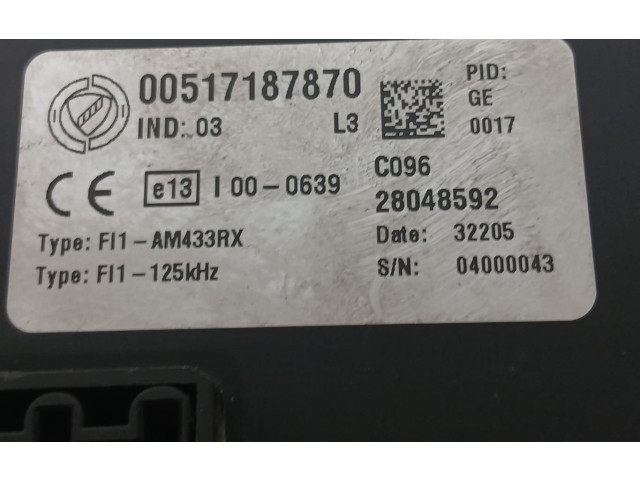 00517187870
IND: 03 L3
PID:
GE
0017
CE e13 I 00-0639
Type: FI1-AM433RX
Type: FI1-125kHz
C096
28048592
Date: 32205
S/N: 04000043